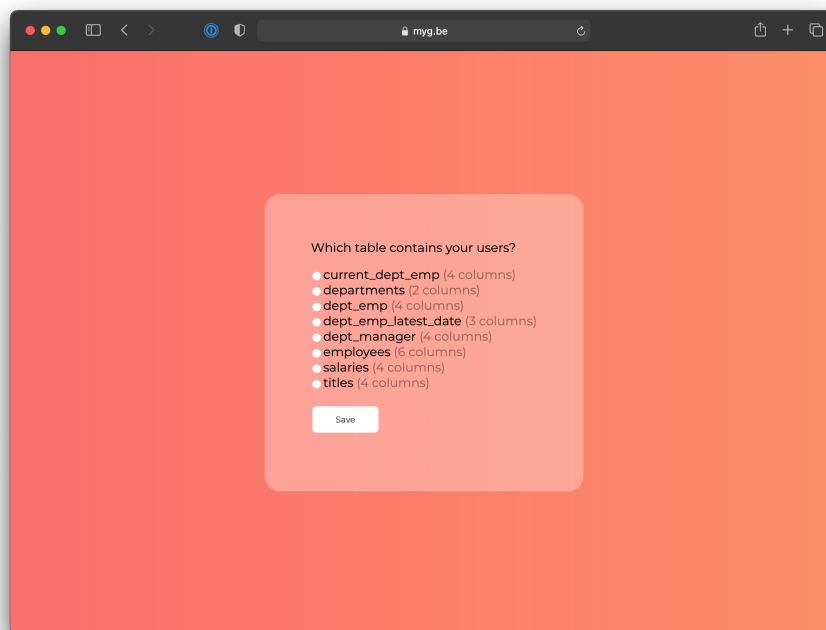 myg.be
Which table contains your users?
current_dept_emp (4 columns)
departments (2 columns)
dept_emp (4 columns)
dept_emp_latest_date (3 columns)
dept_manager (4 columns)
employees (6 columns)
salaries (4 columns)
titles (4 columns)
Save